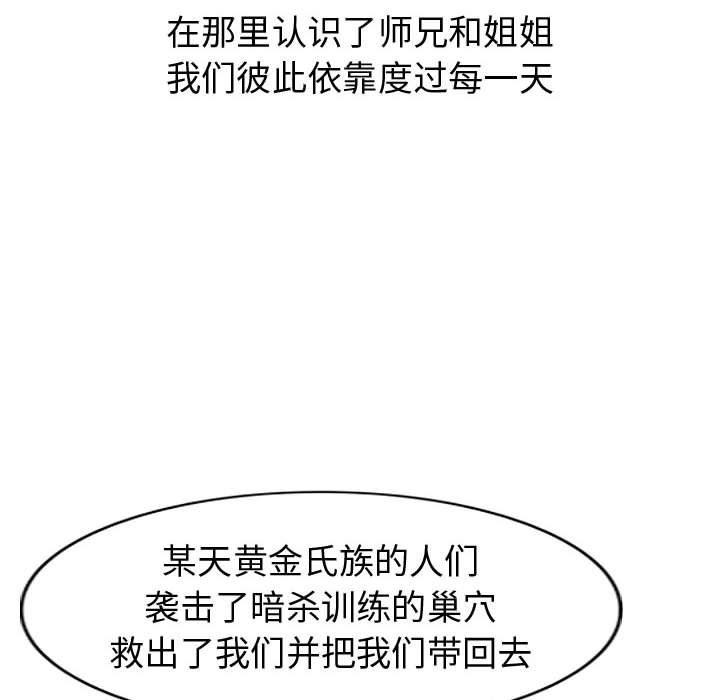 在那里认识了师兄和姐姐
我们彼此依靠度过每一天
某天黄金氏族的人们
袭击了暗杀训练的巢穴
救出了我们并把我们带回去